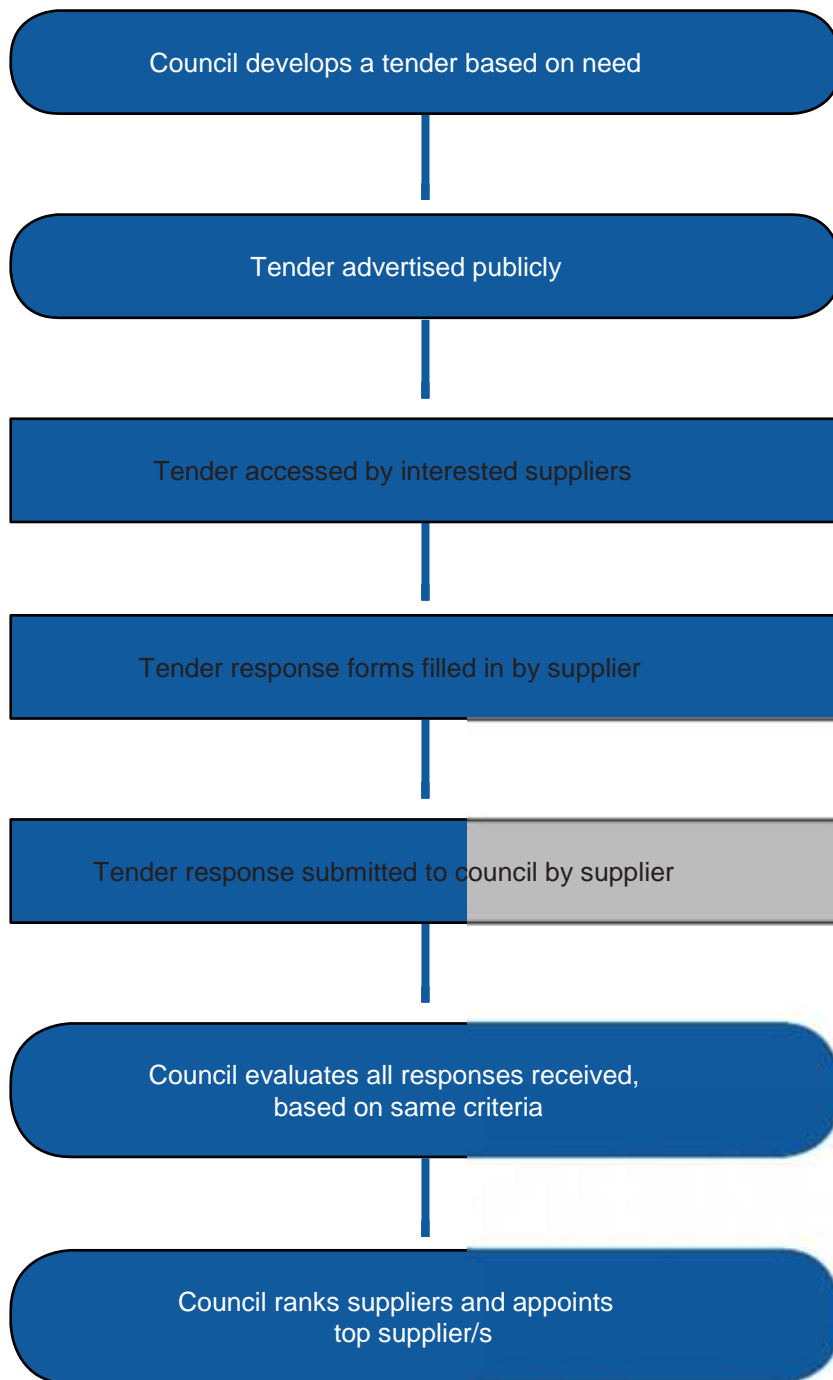 Council develops a tender based on need
Tender advertised publicly
Tender accessed by interested suppliers
Tender response forms filled in by supplier
Tender response submitted to council by supplier
Council evaluates all responses received,
based on same criteria
Council ranks suppliers and appoints
top supplier/s